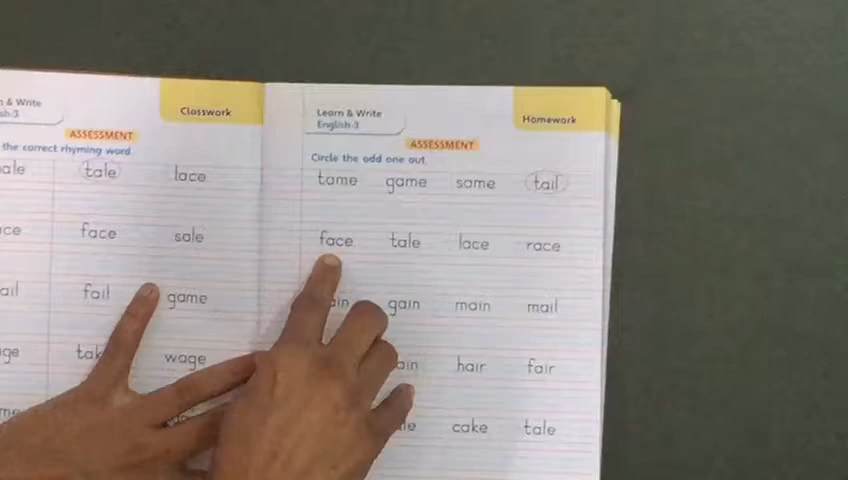 & Write
Classwork
ASSESSMENT
the correct rhyming word.
tale lace
face sale
fail game
wage
Learn & Write
English-3
Homework
ASSESSMENT
Circle the odd one out.
tame game same tail
face tale lace race
gain main mail
hair fair
cake tale